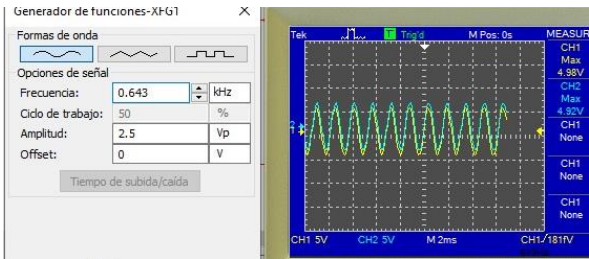 Generador de funciones-XFG1
Formas de onda
Opciones de señal
Frecuencia: 0.643 kHz
Ciclo de trabajo: 50 %
Amplitud: 2.5 Vp
Offset: 0 V
Tiempo de subida/caída
Tek T Trig'd M Pos: 0s MEASUR
CH1
Max
4.98V
CH2
Max
4.92V
CH1
None
CH1
None
CH1
None
2
1
CH1 5V CH2 5V M 2ms CH1/181fV